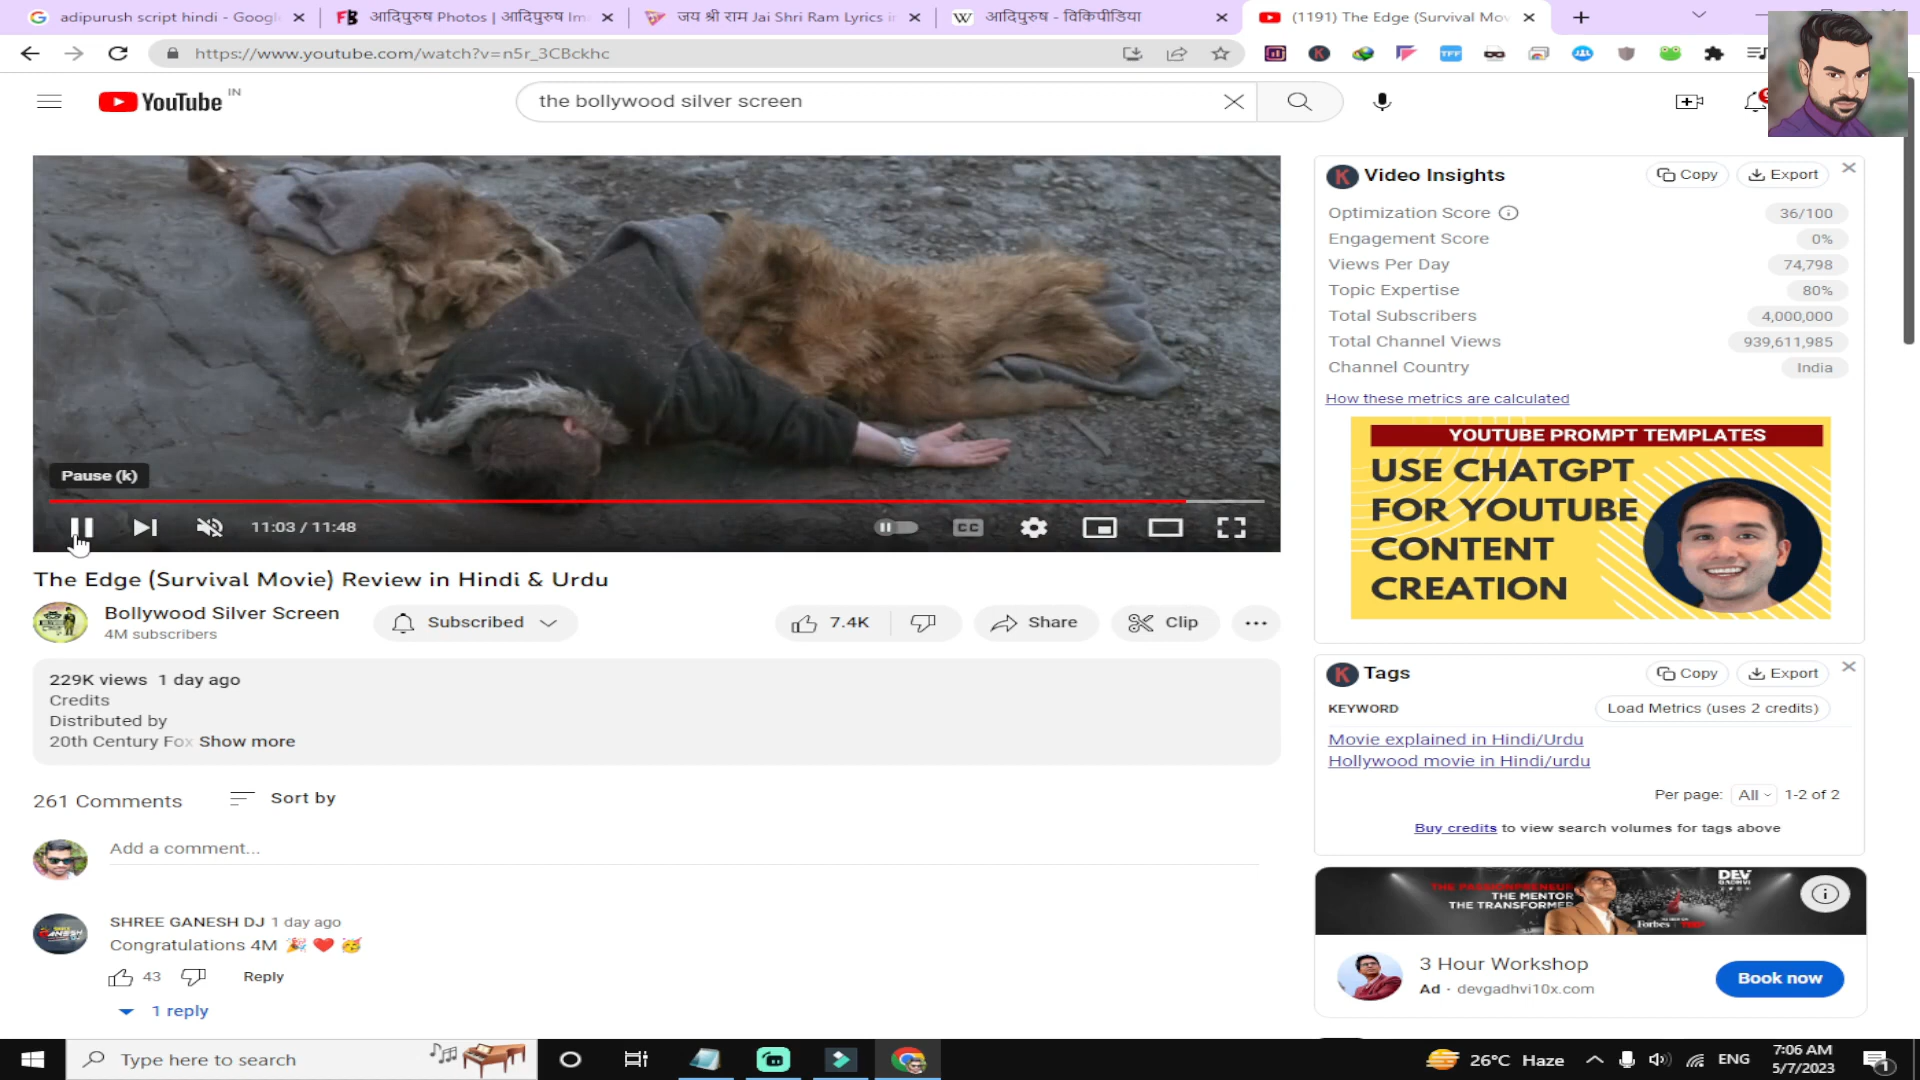 adipurush script hindi - Googl
आदिपुरुष Photos | आदिपुरुष Im
जय श्री राम Jai Shri Ram Lyrics i
आदिपुरुष - विकिपीडिया
(1191) The Edge (Survival Mov
https://www.youtube.com/watch?v=n5r_3CBckhc
YouTube IN
the bollywood silver screen
Pause (k)
11:03 / 11:48
CC
The Edge (Survival Movie) Review in Hindi & Urdu
Bollywood Silver Screen
4M subscribers
Subscribed
7.4K
Share
Clip
229K views 1 day ago
Credits
Distributed by
20th Century Fox Show more
261 Comments
Sort by
Add a comment...
SHREE GANESH DJ 1 day ago
Congratulations 4M 🎉 ❤️ 🥳
43
Reply
1 reply
K Video Insights
Copy
Export
Optimization Score 36/100
Engagement Score 0%
Views Per Day 74,798
Topic Expertise 80%
Total Subscribers 4,000,000
Total Channel Views 939,611,985
Channel Country India
How these metrics are calculated
YOUTUBE PROMPT TEMPLATES
USE CHATGPT
FOR YOUTUBE
CONTENT
CREATION
K Tags
Copy
Export
KEYWORD
Load Metrics (uses 2 credits)
Movie explained in Hindi/Urdu
Hollywood movie in Hindi/urdu
Per page: All 1-2 of 2
Buy credits to view search volumes for tags above
THE PASSIONPRENEUR
THE MENTOR
THE TRANSFORMER
DEV
GADHVI
Forbes
3 Hour Workshop
Ad · devgadhvi10x.com
Book now
Type here to search
26°C Haze
ENG
7:06 AM
5/7/2023
1